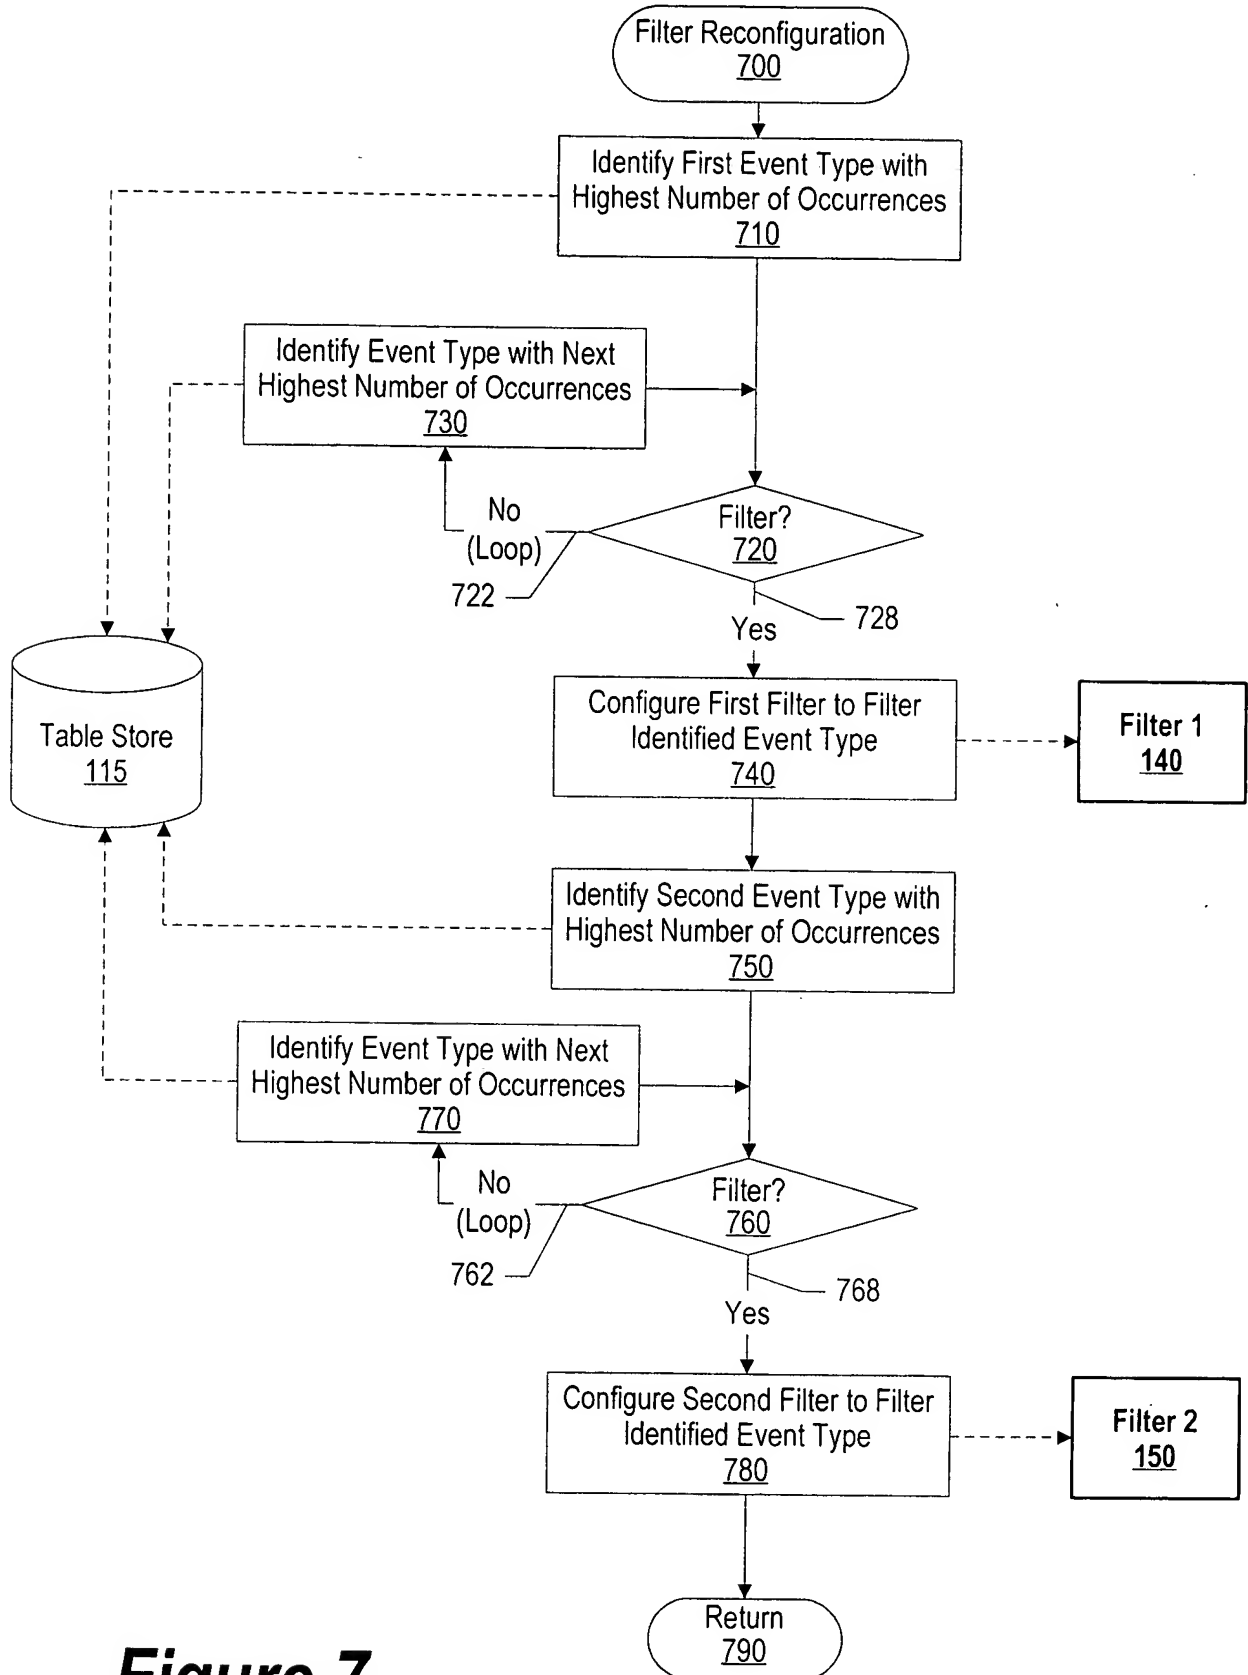 Filter Reconfiguration
700
Identify First Event Type with
Highest Number of Occurrences
710
Identify Event Type with Next
Highest Number of Occurrences
730
No
(Loop)
722
Filter?
720
728
Yes
Table Store
115
Configure First Filter to Filter
Identified Event Type
740
Filter 1
140
Identify Second Event Type with
Highest Number of Occurrences
750
Identify Event Type with Next
Highest Number of Occurrences
770
No
(Loop)
762
Filter?
760
768
Yes
Configure Second Filter to Filter
Identified Event Type
780
Filter 2
150
Return
790
Figure 7